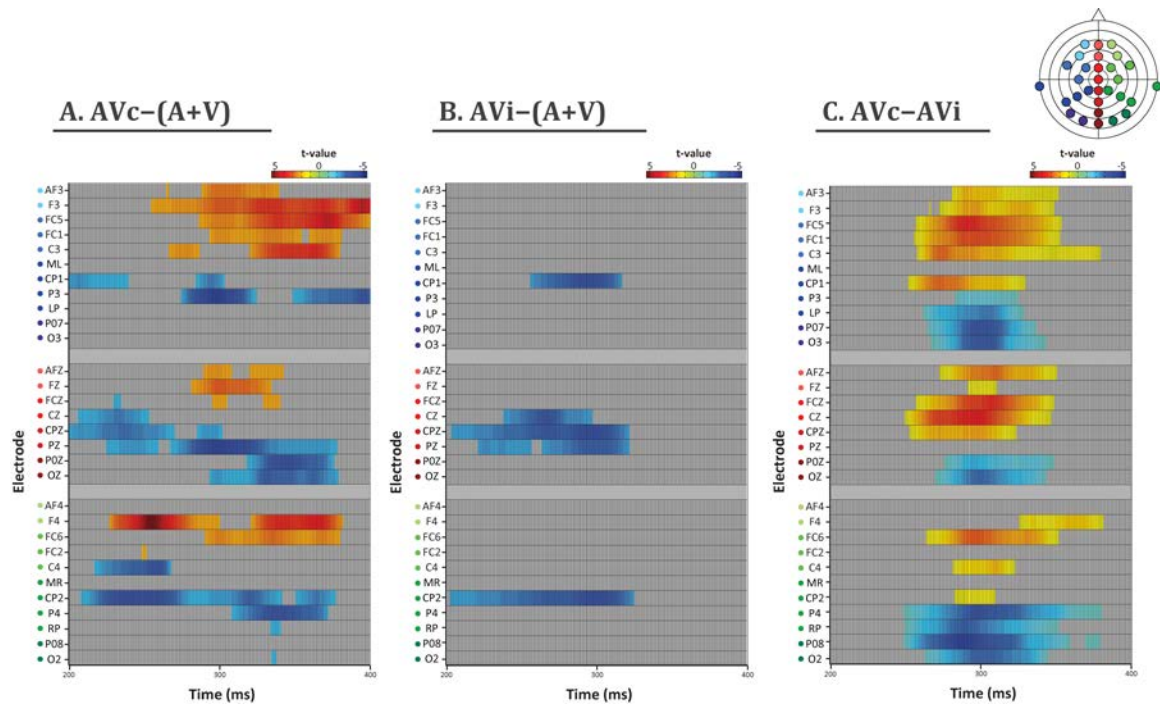 A. AVc–(A+V)
t-value
5 0 -5
Electrode
AF3
F3
FC5
FC1
C3
ML
CP1
P3
LP
P07
O3
AFZ
FZ
FCZ
CZ
CPZ
PZ
P0Z
OZ
AF4
F4
FC6
FC2
C4
MR
CP2
P4
RP
P08
O2
200 300 400
Time (ms)
B. AVi–(A+V)
t-value
5 0 -5
Electrode
AF3
F3
FC5
FC1
C3
ML
CP1
P3
LP
P07
O3
AFZ
FZ
FCZ
CZ
CPZ
PZ
P0Z
OZ
AF4
F4
FC6
FC2
C4
MR
CP2
P4
RP
P08
O2
200 300 400
Time (ms)
C. AVc–AVi
t-value
5 0 -5
Electrode
AF3
F3
FC5
FC1
C3
ML
CP1
P3
LP
P07
O3
AFZ
FZ
FCZ
CZ
CPZ
PZ
P0Z
OZ
AF4
F4
FC6
FC2
C4
MR
CP2
P4
RP
P08
O2
200 300 400
Time (ms)